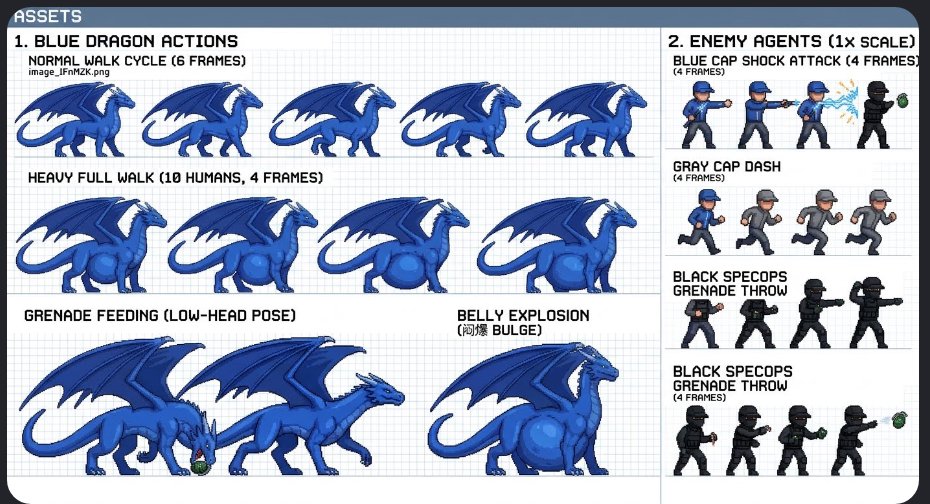 ASSETS
1. BLUE DRAGON ACTIONS
NORMAL WALK CYCLE (6 FRAMES)
image_IFnMZK.png
HEAVY FULL WALK (10 HUMANS, 4 FRAMES)
GRENADE FEEDING (LOW-HEAD POSE)
BELLY EXPLOSION
(闷爆 BULGE)
2. ENEMY AGENTS (1X SCALE)
BLUE CAP SHOCK ATTACK (4 FRAMES)
(4 FRAMES)
GRAY CAP DASH
(4 FRAMES)
BLACK SPECOPS
GRENADE THROW
BLACK SPECOPS
GRENADE THROW
(4 FRAMES)